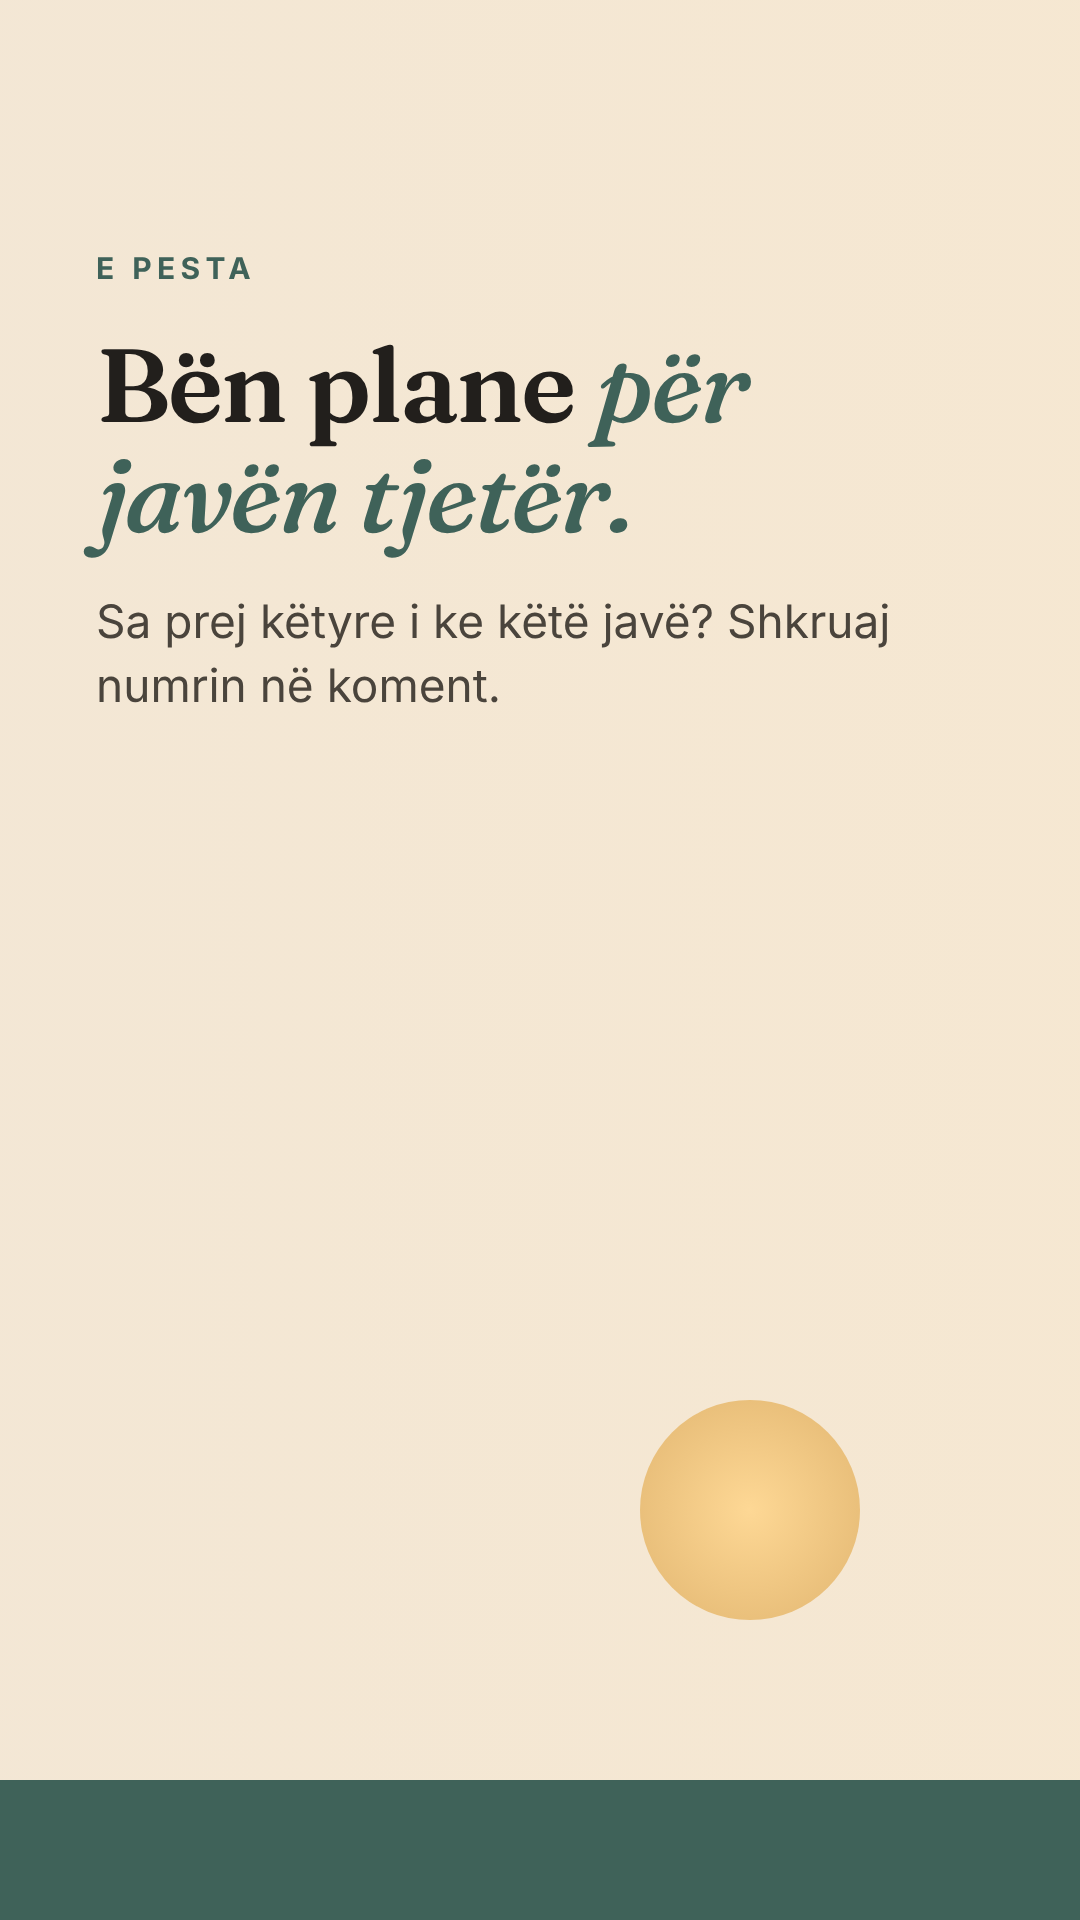 E PESTA
Bën plane për
javën tjetër.
Sa prej këtyre i ke këtë javë? Shkruaj
numrin në koment.